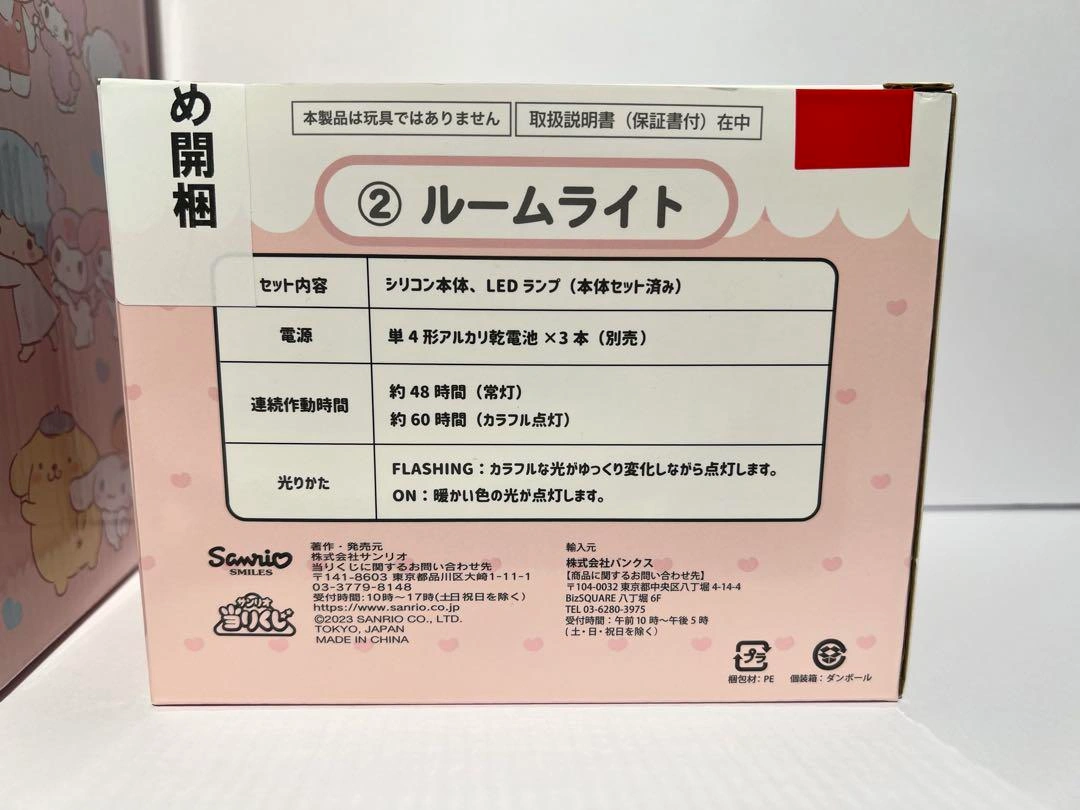 め開梱
本製品は玩具ではありません
取扱説明書（保証書付）在中
② ルームライト
セット内容
シリコン本体、LEDランプ（本体セット済み）
電源
単4形アルカリ乾電池×3本（別売）
連続作動時間
約48時間（常灯）
約60時間（カラフル点灯）
光りかた
FLASHING：カラフルな光がゆっくり変化しながら点灯します。
ON：暖かい色の光が点灯します。
Sanrio
SMILES
サンリオ
当りくじ
著作・発売元
株式会社サンリオ
当りくじに関するお問い合わせ先
〒141-8603 東京都品川区大崎1-11-1
03-3779-8148
受付時間:10時〜17時(土日祝日を除く)
https://www.sanrio.co.jp
©2023 SANRIO CO., LTD.
TOKYO, JAPAN
MADE IN CHINA
輸入元
株式会社バンクス
【商品に関するお問い合わせ先】
〒104-0032 東京都中央区八丁堀 4-14-4
BizSQUARE 八丁堀 6F
TEL 03-6280-3975
受付時間：午前10時〜午後5時
（土・日・祝日を除く）
プラ
梱包材：PE
個装箱：ダンボール